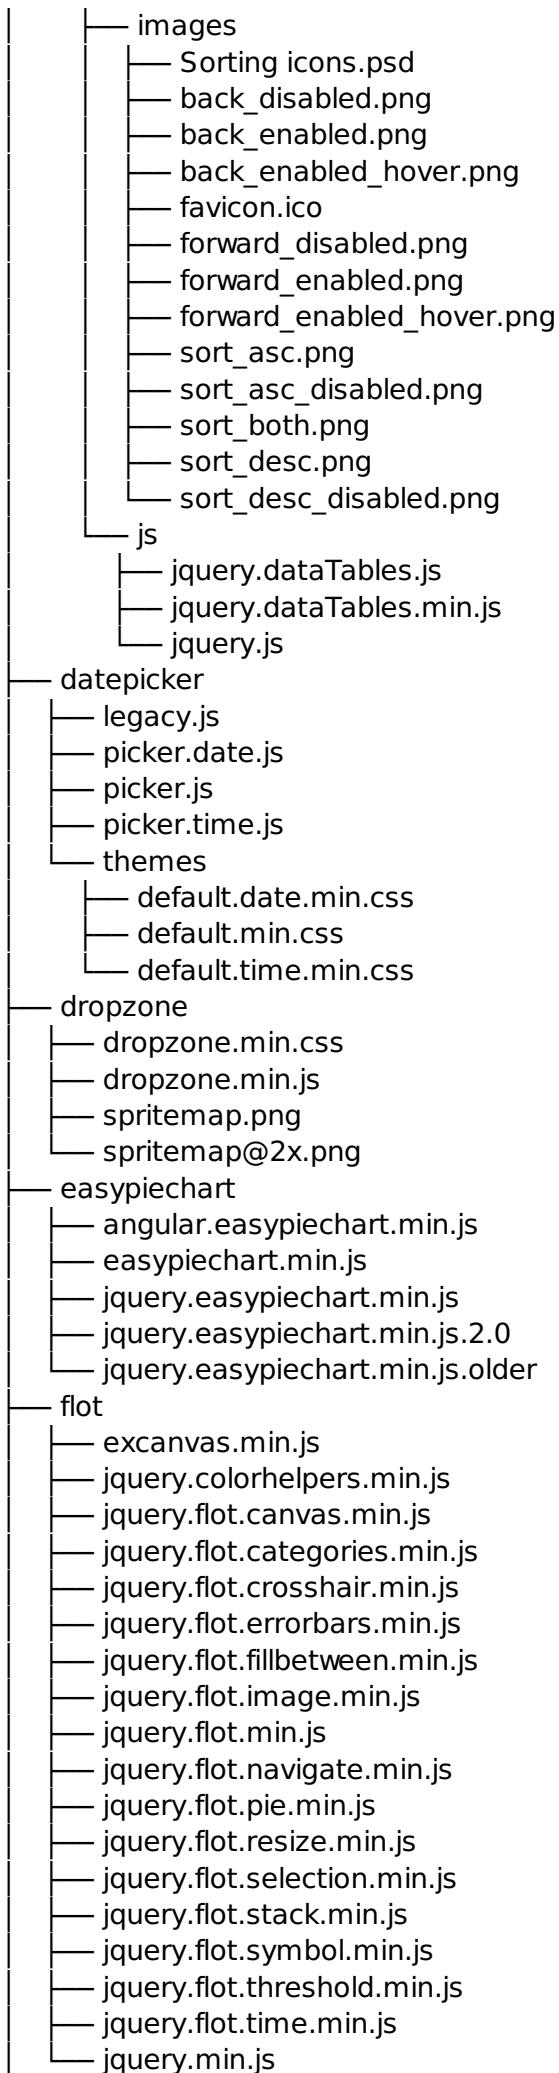 │       ├── images
│       │   ├── Sorting icons.psd
│       │   ├── back_disabled.png
│       │   ├── back_enabled.png
│       │   ├── back_enabled_hover.png
│       │   ├── favicon.ico
│       │   ├── forward_disabled.png
│       │   ├── forward_enabled.png
│       │   ├── forward_enabled_hover.png
│       │   ├── sort_asc.png
│       │   ├── sort_asc_disabled.png
│       │   ├── sort_both.png
│       │   ├── sort_desc.png
│       │   └── sort_desc_disabled.png
│       └── js
│           ├── jquery.dataTables.js
│           ├── jquery.dataTables.min.js
│           └── jquery.js
├── datepicker
│   ├── legacy.js
│   ├── picker.date.js
│   ├── picker.js
│   ├── picker.time.js
│   └── themes
│       ├── default.date.min.css
│       ├── default.min.css
│       └── default.time.min.css
├── dropzone
│   ├── dropzone.min.css
│   ├── dropzone.min.js
│   ├── spritemap.png
│   └── spritemap@2x.png
├── easypiechart
│   ├── angular.easypiechart.min.js
│   ├── easypiechart.min.js
│   ├── jquery.easypiechart.min.js
│   ├── jquery.easypiechart.min.js.2.0
│   └── jquery.easypiechart.min.js.older
├── flot
│   ├── excanvas.min.js
│   ├── jquery.colorhelpers.min.js
│   ├── jquery.flot.canvas.min.js
│   ├── jquery.flot.categories.min.js
│   ├── jquery.flot.crosshair.min.js
│   ├── jquery.flot.errorbars.min.js
│   ├── jquery.flot.fillbetween.min.js
│   ├── jquery.flot.image.min.js
│   ├── jquery.flot.min.js
│   ├── jquery.flot.navigate.min.js
│   ├── jquery.flot.pie.min.js
│   ├── jquery.flot.resize.min.js
│   ├── jquery.flot.selection.min.js
│   ├── jquery.flot.stack.min.js
│   ├── jquery.flot.symbol.min.js
│   ├── jquery.flot.threshold.min.js
│   ├── jquery.flot.time.min.js
│   └── jquery.min.js